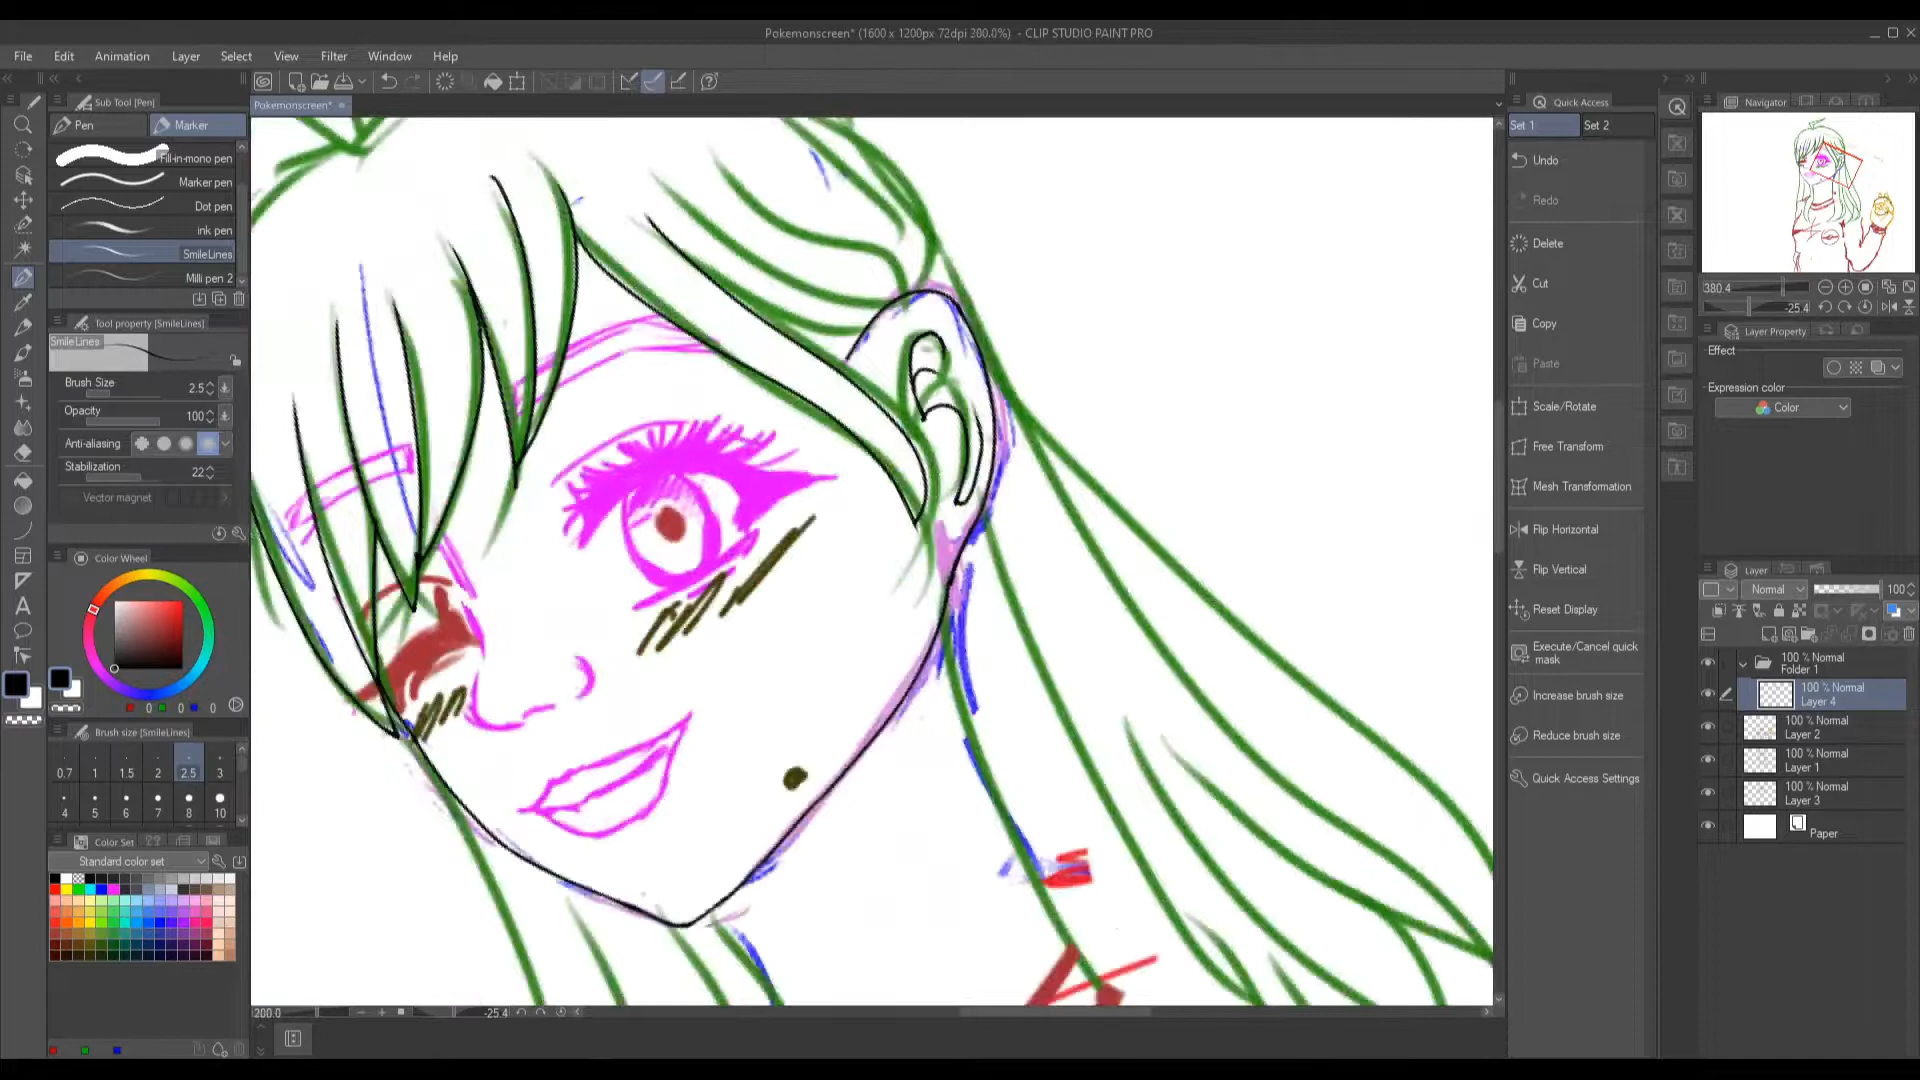 Pokemonscreen* (1600 x 1200px 72dpi 200.0%) - CLIP STUDIO PAINT PRO
File Edit Animation Layer Select View Filter Window Help
Sub Tool [Pen]
Pokemonscreen*
Pen Marker
Fill-in-mono pen
Marker pen
Dot pen
ink pen
SmileLines
Milli pen 2
Tool property [SmileLines]
SmileLines
Brush Size 2.5
Opacity 100
Anti-aliasing
Stabilization 22
Vector magnet
Color Wheel
0 0 0
Brush size [SmileLines]
0.7 1 1.5 2 2.5 3
4 5 6 7 8 10
Color Set
Standard color set
200.0 -25.4
Quick Access
Set 1 Set 2
Undo
Redo
Delete
Cut
Copy
Paste
Scale/Rotate
Free Transform
Mesh Transformation
Flip Horizontal
Flip Vertical
Reset Display
Execute/Cancel quick
mask
Increase brush size
Reduce brush size
Quick Access Settings
Navigator
380.4
-25.4
Layer Property
Effect
Expression color
Color
Layer
Normal 100
100 % Normal
Folder 1
100 % Normal
Layer 4
100 % Normal
Layer 2
100 % Normal
Layer 1
100 % Normal
Layer 3
Paper